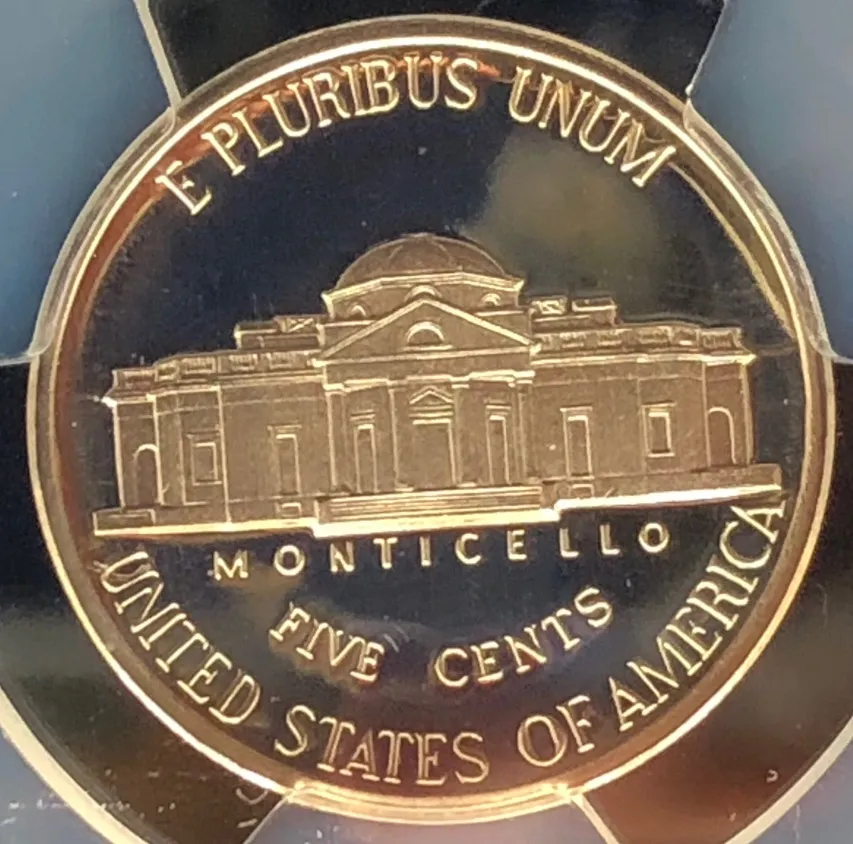 E PLURIBUS UNUM
MONTICELLO
FIVE CENTS
UNITED STATES OF AMERICA